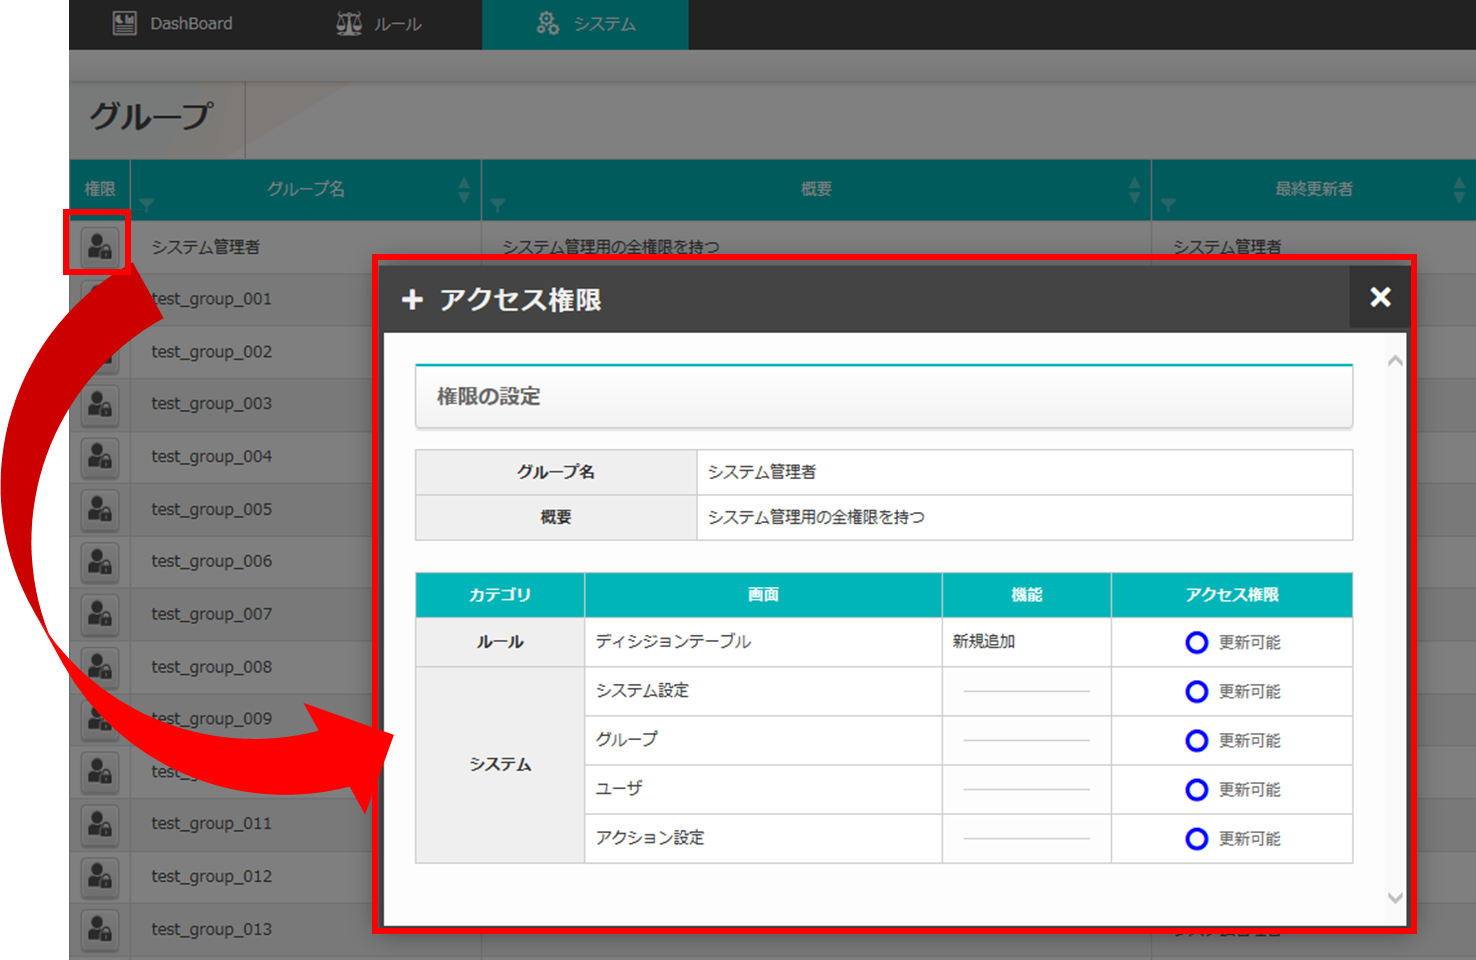 DashBoard ルール システム
グループ
権限 グループ名 概要 最終更新者
システム管理者 システム管理用の全権限を持つ システム管理者
test_group_001
test_group_002
test_group_003
test_group_004
test_group_005
test_group_006
test_group_007
test_group_008
test_group_009
test_
test_group_011
test_group_012
test_group_013
アクセス権限
権限の設定
グループ名 システム管理者
概要 システム管理用の全権限を持つ
カテゴリ 画面 機能 アクセス権限
ルール ディシジョンテーブル 新規追加 更新可能
システム設定 更新可能
グループ 更新可能
システム
ユーザ 更新可能
アクション設定 更新可能